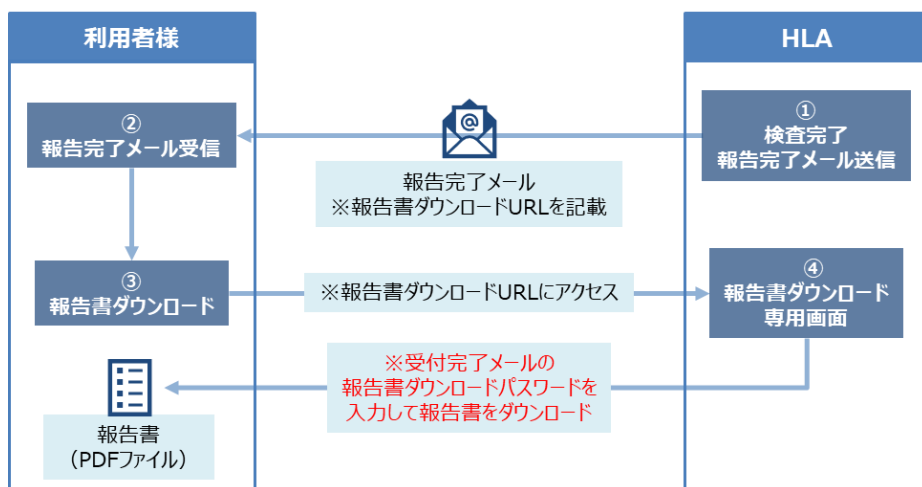 利用者様
HLA
①
検査完了
報告完了メール送信
②
報告完了メール受信
@
報告完了メール
※報告書ダウンロードURLを記載
③
報告書ダウンロード
※報告書ダウンロードURLにアクセス
④
報告書ダウンロード
専用画面
※受付完了メールの
報告書ダウンロードパスワードを
入力して報告書をダウンロード
報告書
（PDFファイル）